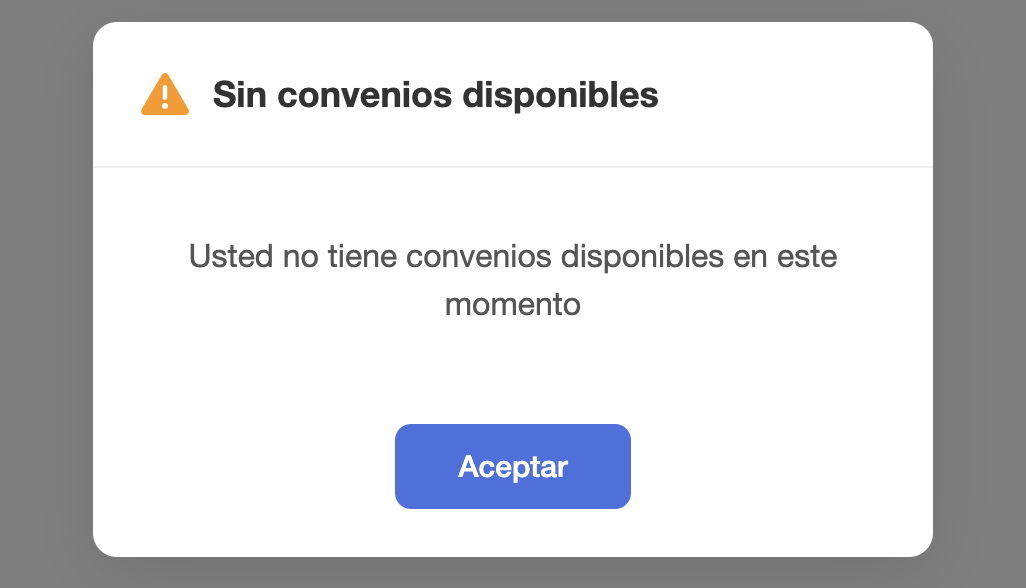 Sin convenios disponibles
Usted no tiene convenios disponibles en este
momento
Aceptar